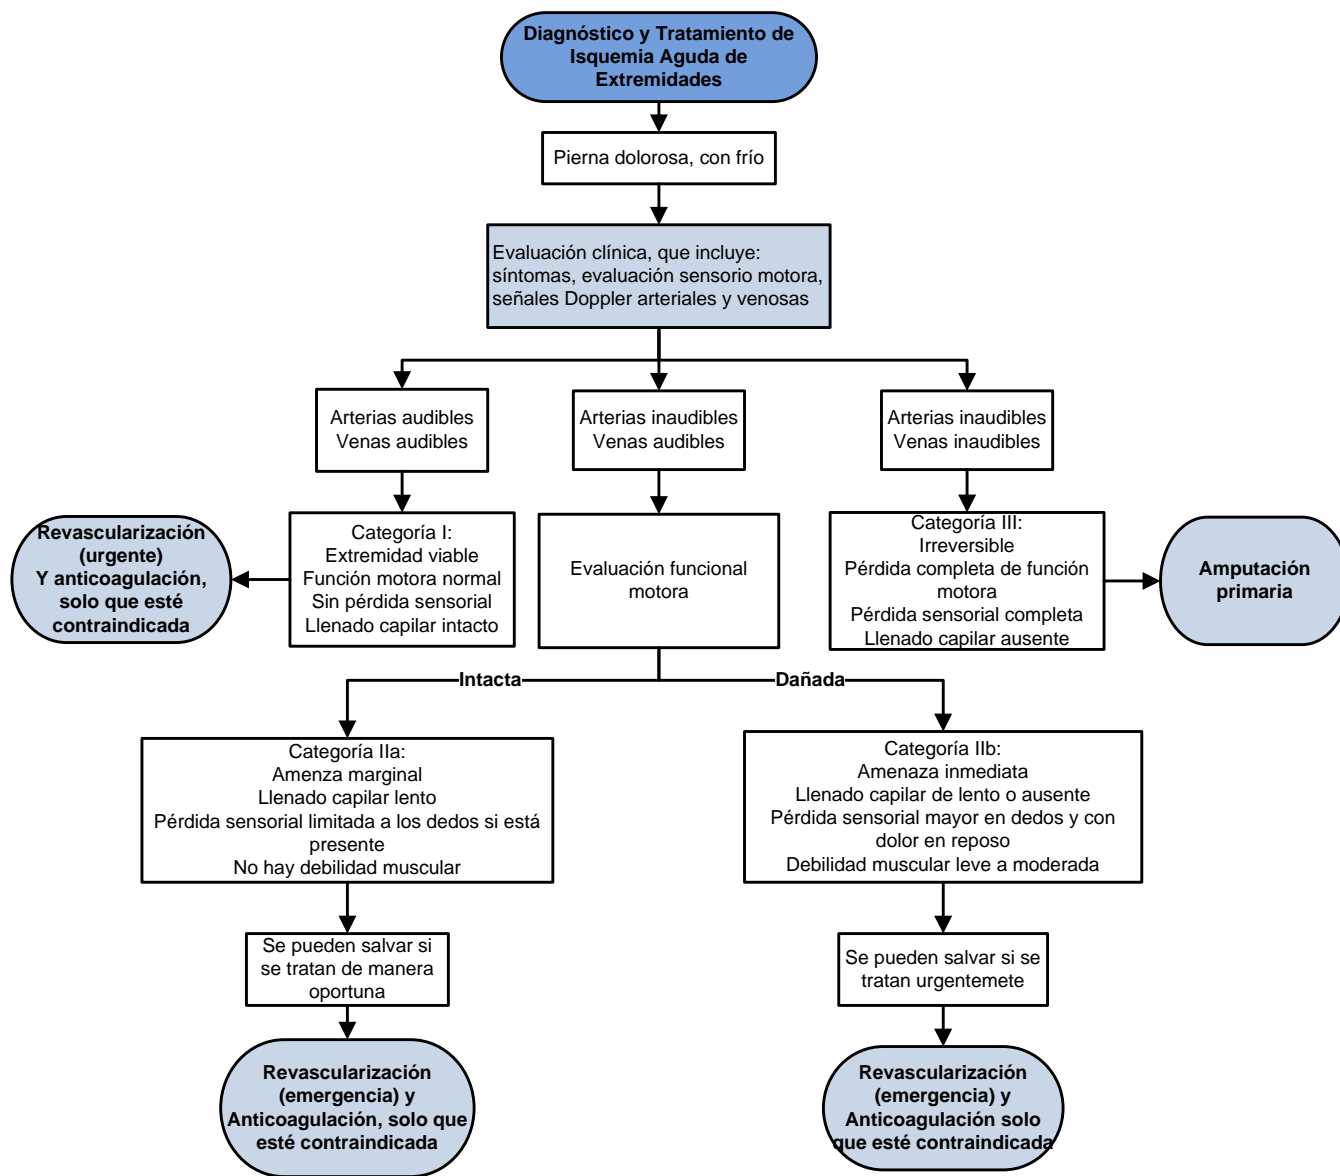 Diagnóstico y Tratamiento de
Isquemia Aguda de
Extremidades
Pierna dolorosa, con frío
Evaluación clínica, que incluye:
síntomas, evaluación sensorio motora,
señales Doppler arteriales y venosas
Arterias audibles
Venas audibles
Arterias inaudibles
Venas audibles
Arterias inaudibles
Venas inaudibles
Revascularización
(urgente)
Y anticoagulación,
solo que esté
contraindicada
Categoría I:
Extremidad viable
Función motora normal
Sin pérdida sensorial
Llenado capilar intacto
Evaluación funcional
motora
Categoría III:
Irreversible
Pérdida completa de función
motora
Pérdida sensorial completa
Llenado capilar ausente
Amputación
primaria
Intacta
Dañada
Categoría IIa:
Amenza marginal
Llenado capilar lento
Pérdida sensorial limitada a los dedos si está
presente
No hay debilidad muscular
Categoría IIb:
Amenaza inmediata
Llenado capilar de lento o ausente
Pérdida sensorial mayor en dedos y con
dolor en reposo
Debilidad muscular leve a moderada
Se pueden salvar si
se tratan de manera
oportuna
Se pueden salvar si se
tratan urgentemete
Revascularización
(emergencia) y
Anticoagulación, solo que
esté contraindicada
Revascularización
(emergencia) y
Anticoagulación solo
que esté contraindicada